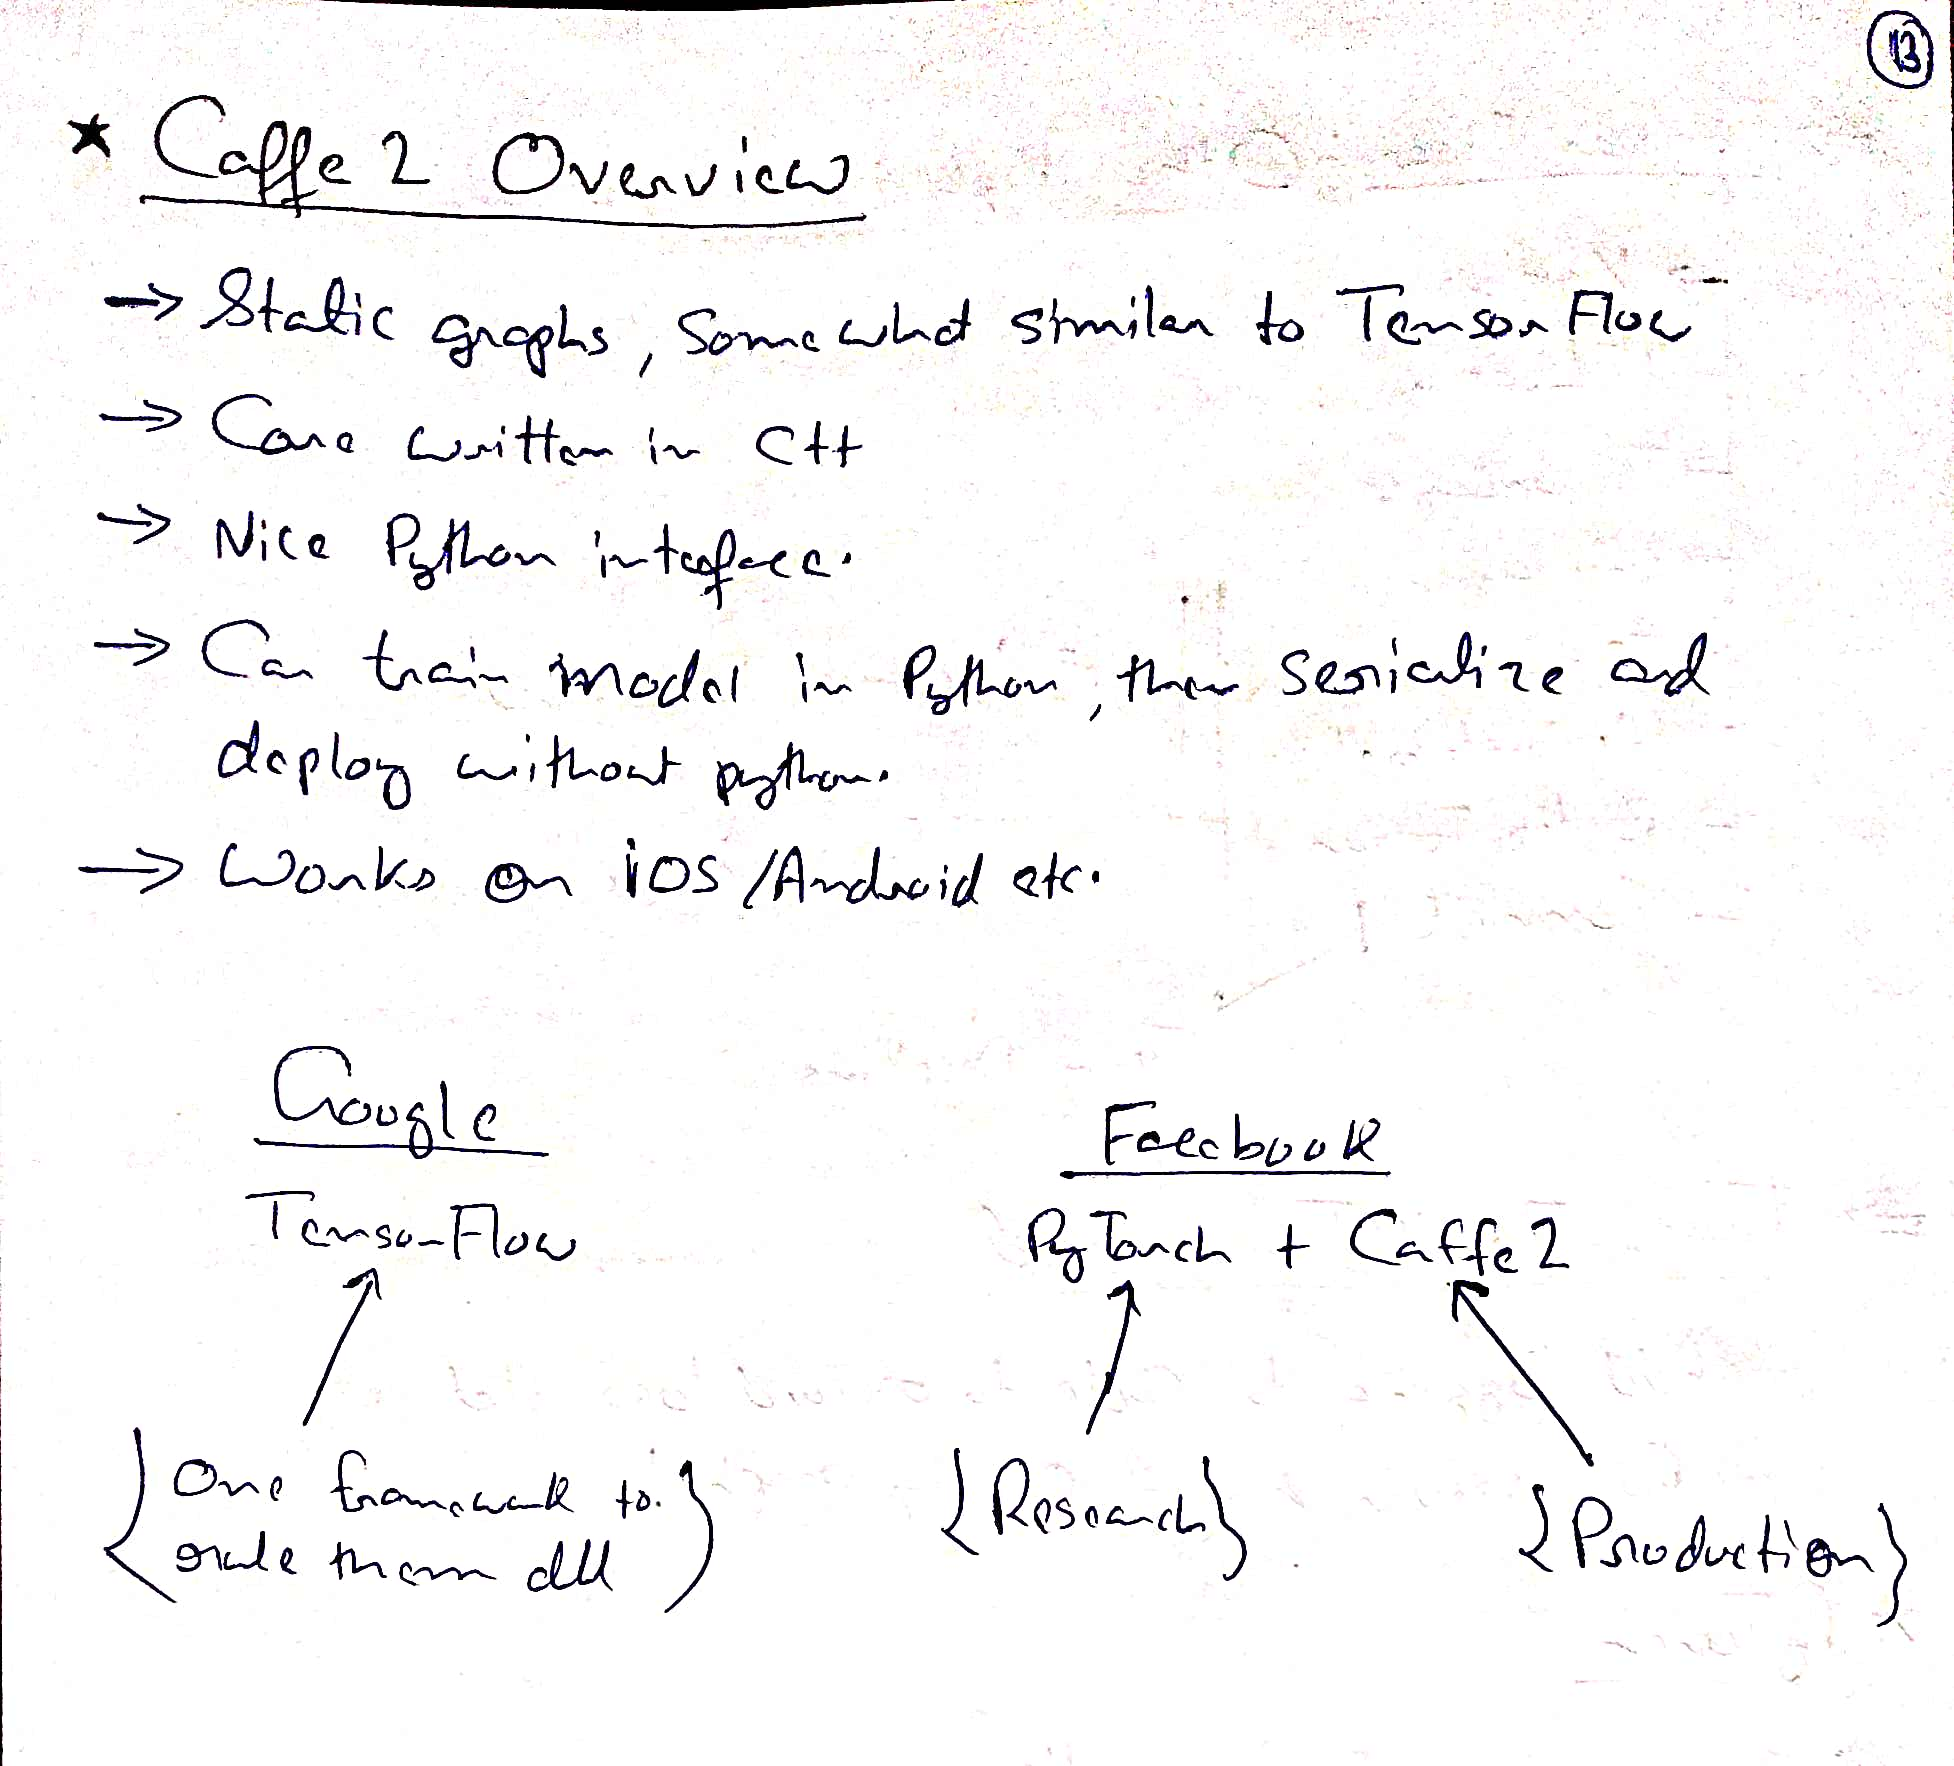 13
★ Caffe 2 Overview
→ Static graphs, Somewhat similar to TensorFlow
→ Core written in C++
→ Nice Python interface.
→ Can train model in Python, then serialize and
deploy without python.
→ Works on iOS /Android etc.
Google
TensorFlow
{One framework to
rule them all}
Facebook
PyTorch + Caffe2
{Research}
{Production}